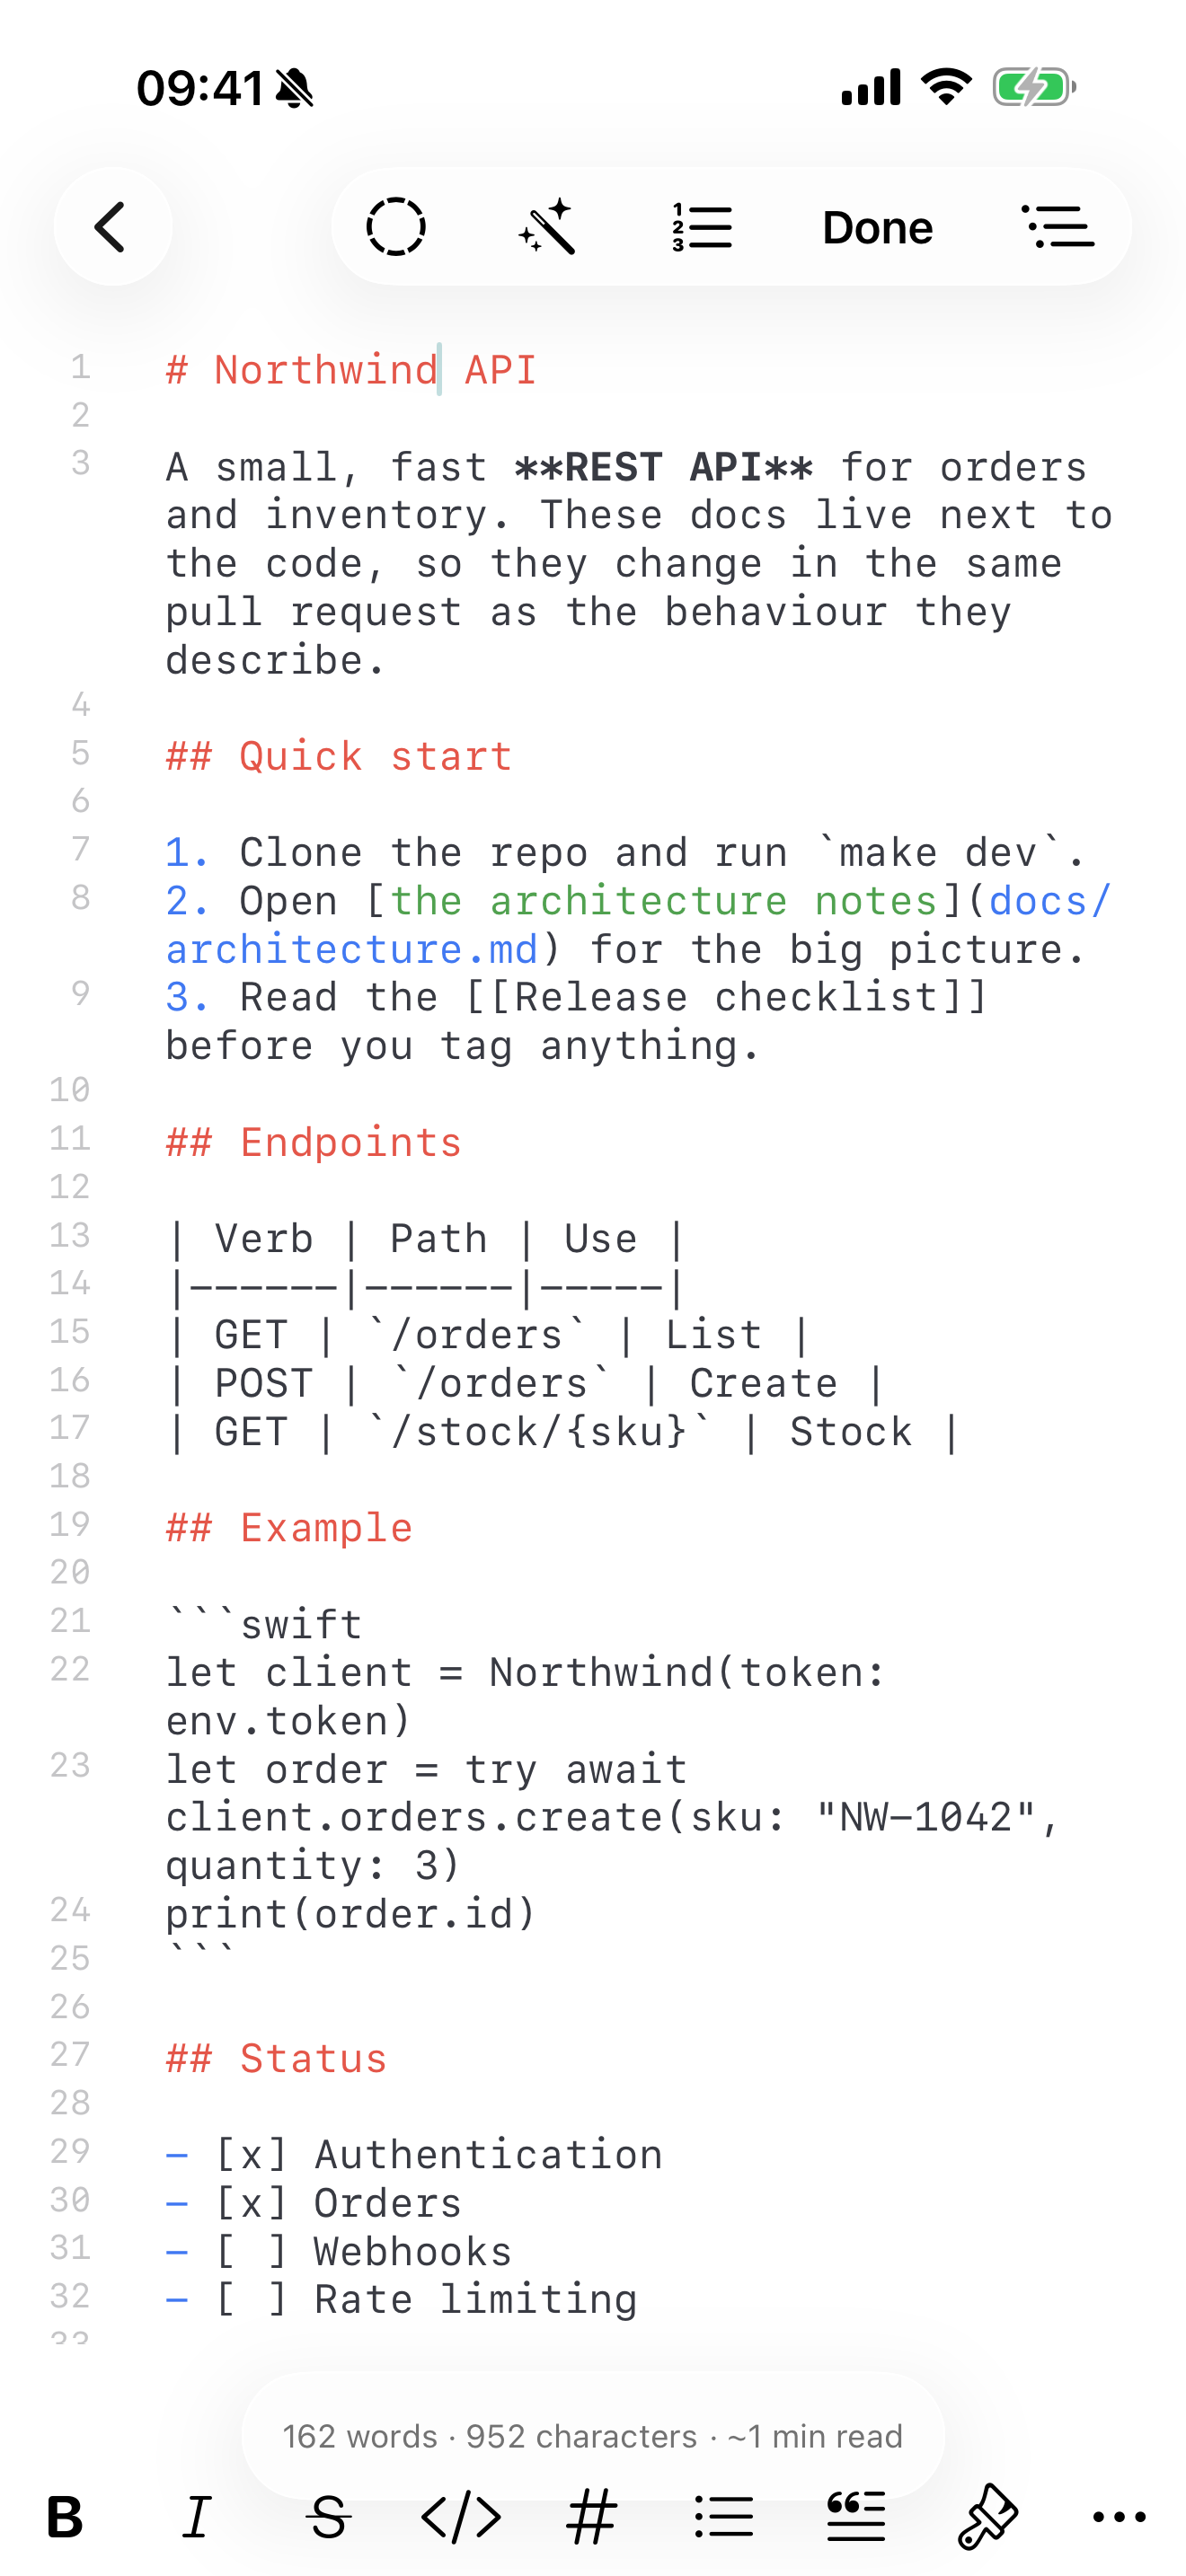 09:41
Done
1 # Northwind API
2
3 A small, fast **REST API** for orders
and inventory. These docs live next to
the code, so they change in the same
pull request as the behaviour they
describe.
4
5 ## Quick start
6
7 1. Clone the repo and run `make dev`.
8 2. Open [the architecture notes](docs/
architecture.md) for the big picture.
9 3. Read the [[Release checklist]]
before you tag anything.
10
11 ## Endpoints
12
13 | Verb | Path | Use |
14 |------|------|-----|
15 | GET | `/orders` | List |
16 | POST | `/orders` | Create |
17 | GET | `/stock/{sku}` | Stock |
18
19 ## Example
20
21 ```swift
22 let client = Northwind(token:
env.token)
23 let order = try await
client.orders.create(sku: "NW-1042",
quantity: 3)
24 print(order.id)
25 ```
26
27 ## Status
28
29 - [x] Authentication
30 - [x] Orders
31 - [ ] Webhooks
32 - [ ] Rate limiting
33
162 words · 952 characters · ~1 min read
B I S </> #